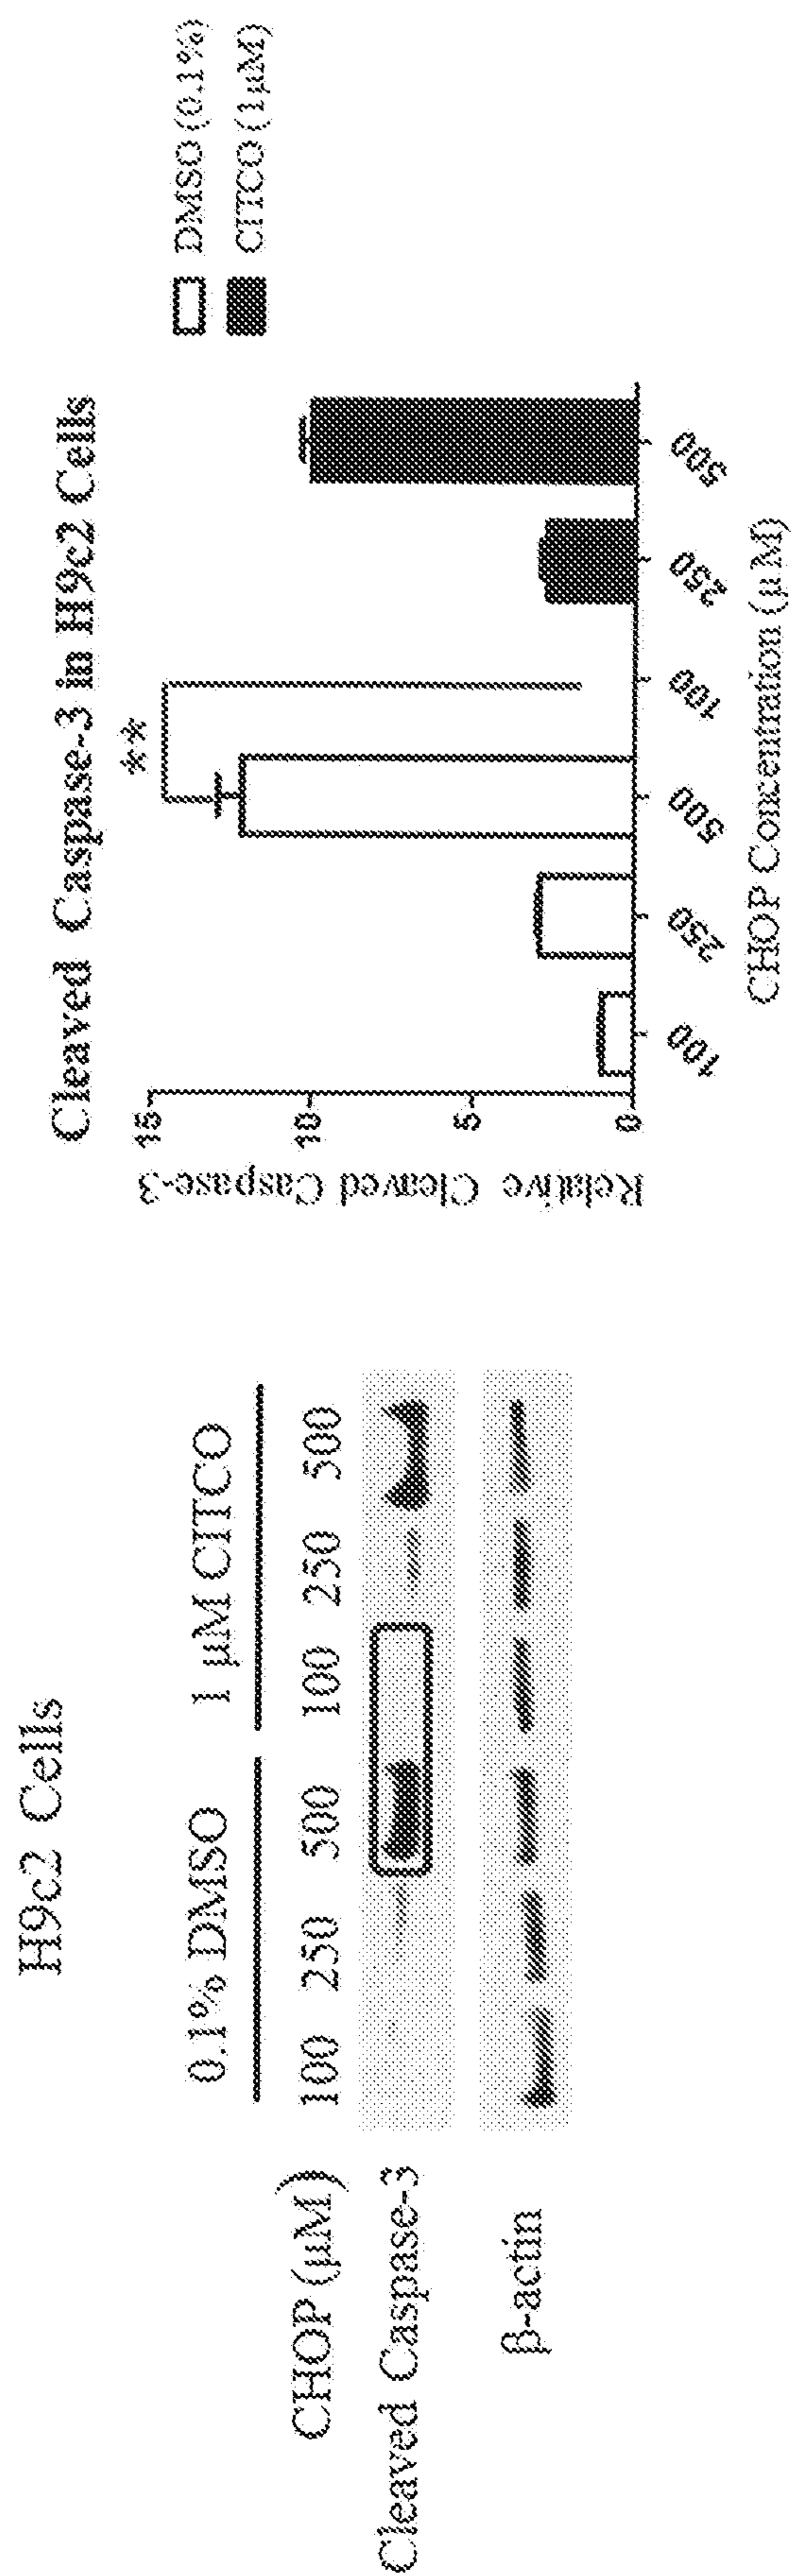 H9c2 Cells
0.1% DMSO 1 µM CITCO
CHOP (µM) 100 250 500 100 250 500
Cleaved Caspase-3
β-actin
Cleaved Caspase-3 in H9c2 Cells
DMSO (0.1%)
CITCO (1µM)
**
Relative Cleaved Caspase-3
15
10
5
0
100 250 500 100 250 500
CHOP Concentration (µM)